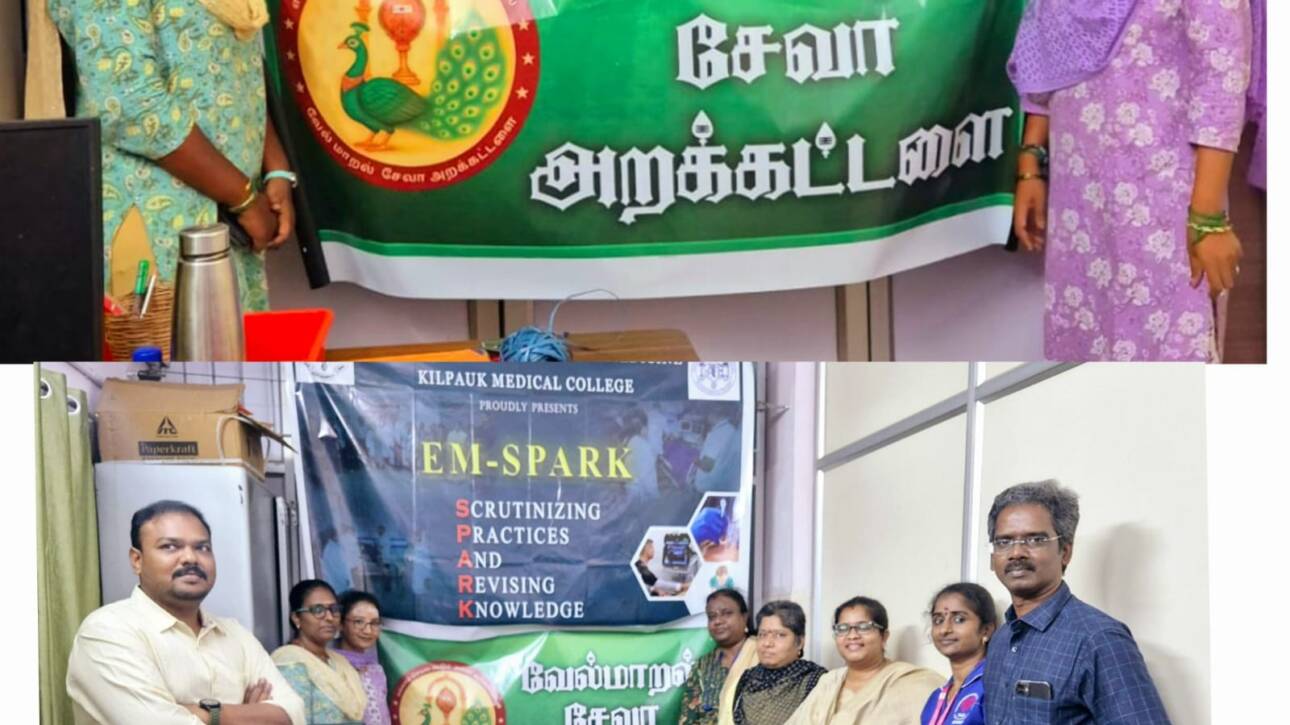 சேவா
அறக்கட்டளை
வேல் மாறல் சேவா அறக்கட்டளை
KILPAUK MEDICAL COLLEGE
PROUDLY PRESENTS
EM-SPARK
SCRUTINIZING
PRACTICES
AND
REVISING
KNOWLEDGE
ITC
Paperkraft
வேல்மாறல்
சேவா